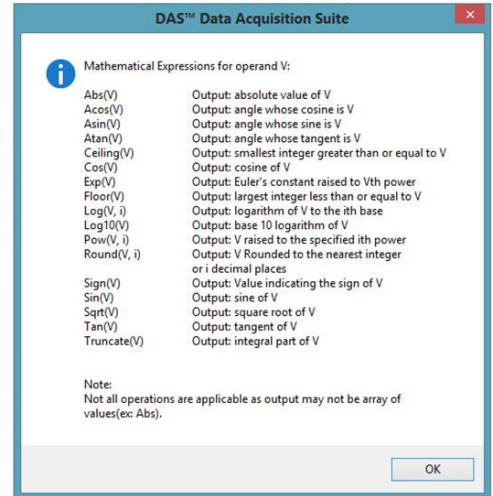 DAS™ Data Acquisition Suite
Mathematical Expressions for operand V:
Abs(V) Output: absolute value of V
Acos(V) Output: angle whose cosine is V
Asin(V) Output: angle whose sine is V
Atan(V) Output: angle whose tangent is V
Ceiling(V) Output: smallest integer greater than or equal to V
Cos(V) Output: cosine of V
Exp(V) Output: Euler's constant raised to Vth power
Floor(V) Output: largest integer less than or equal to V
Log(V, i) Output: logarithm of V to the ith base
Log10(V) Output: base 10 logarithm of V
Pow(V, i) Output: V raised to the specified ith power
Round(V, i) Output: V Rounded to the nearest integer
or i decimal places
Sign(V) Output: Value indicating the sign of V
Sin(V) Output: sine of V
Sqrt(V) Output: square root of V
Tan(V) Output: tangent of V
Truncate(V) Output: integral part of V
Note:
Not all operations are applicable as output may not be array of
values(ex: Abs).
OK